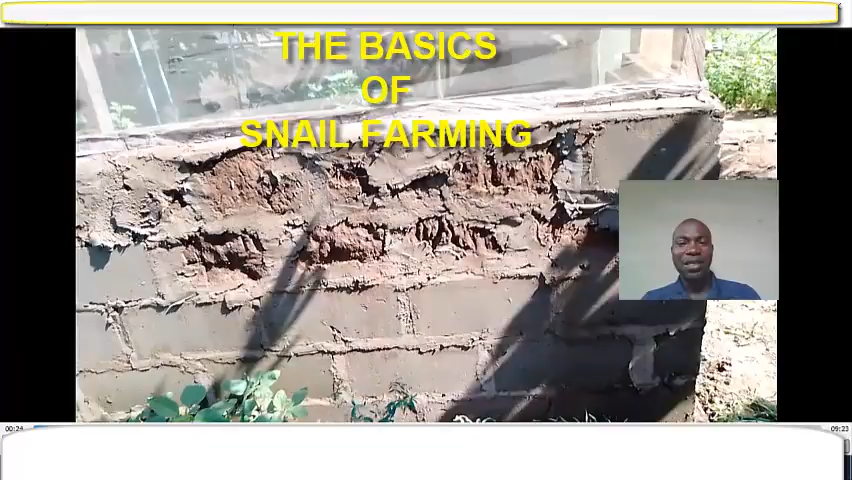 THE BASICS
OF
SNAIL FARMING
00:24
09:23